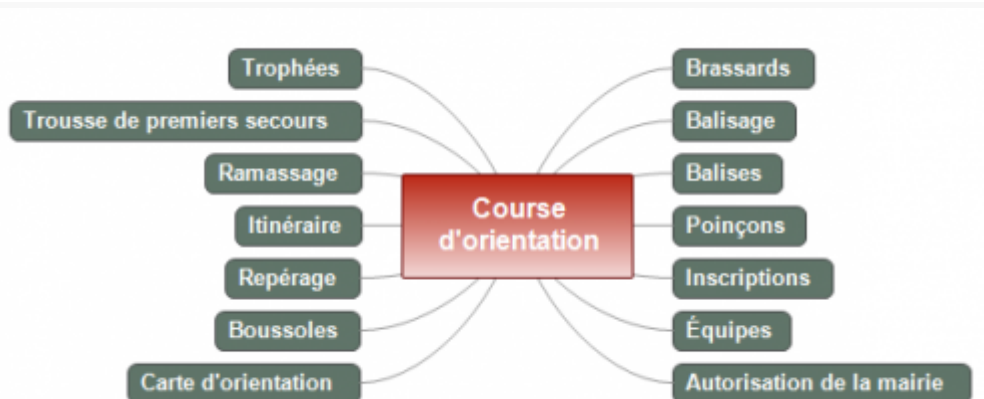 Trophées
Trousse de premiers secours
Ramassage
Itinéraire
Repérage
Boussoles
Carte d'orientation
Course
d'orientation
Brassards
Balisage
Balises
Poinçons
Inscriptions
Équipes
Autorisation de la mairie